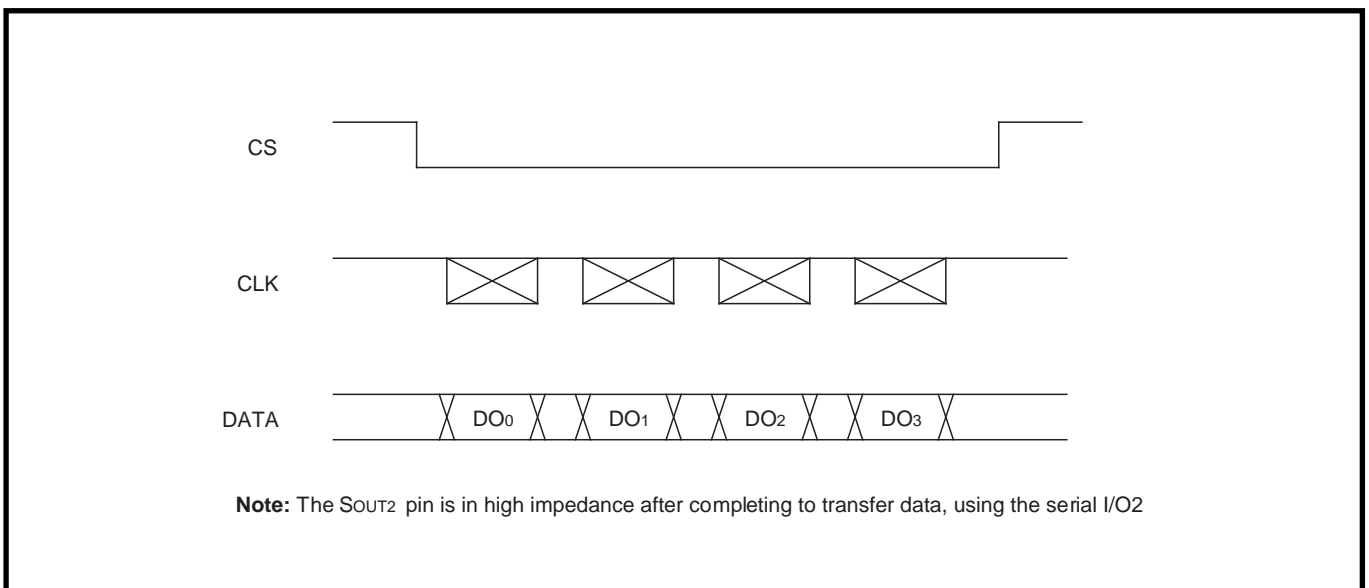 CS
CLK
DATA
DO0
DO1
DO2
DO3
Note: The SOUT2 pin is in high impedance after completing to transfer data, using the serial I/O2